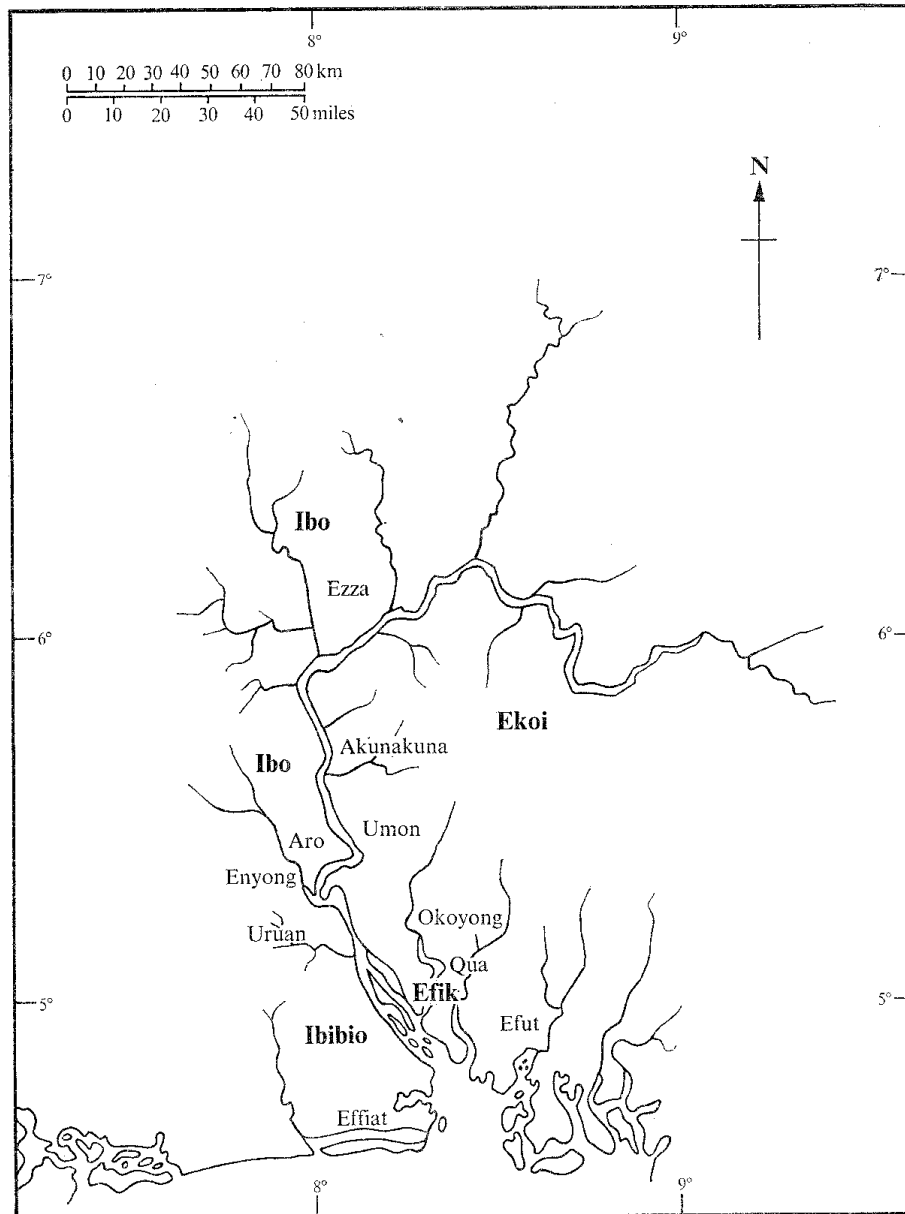 8° 9°
0 10 20 30 40 50 60 70 80 km
0 10 20 30 40 50 miles
N
7° 7°
Ibo
Ezza
6° 6°
Ekoi
Akunakuna
Ibo
Umon
Aro
Enyong
Okoyong
Uruan
Qua
Efik
5° 5°
Efut
Ibibio
Effiat
8° 9°